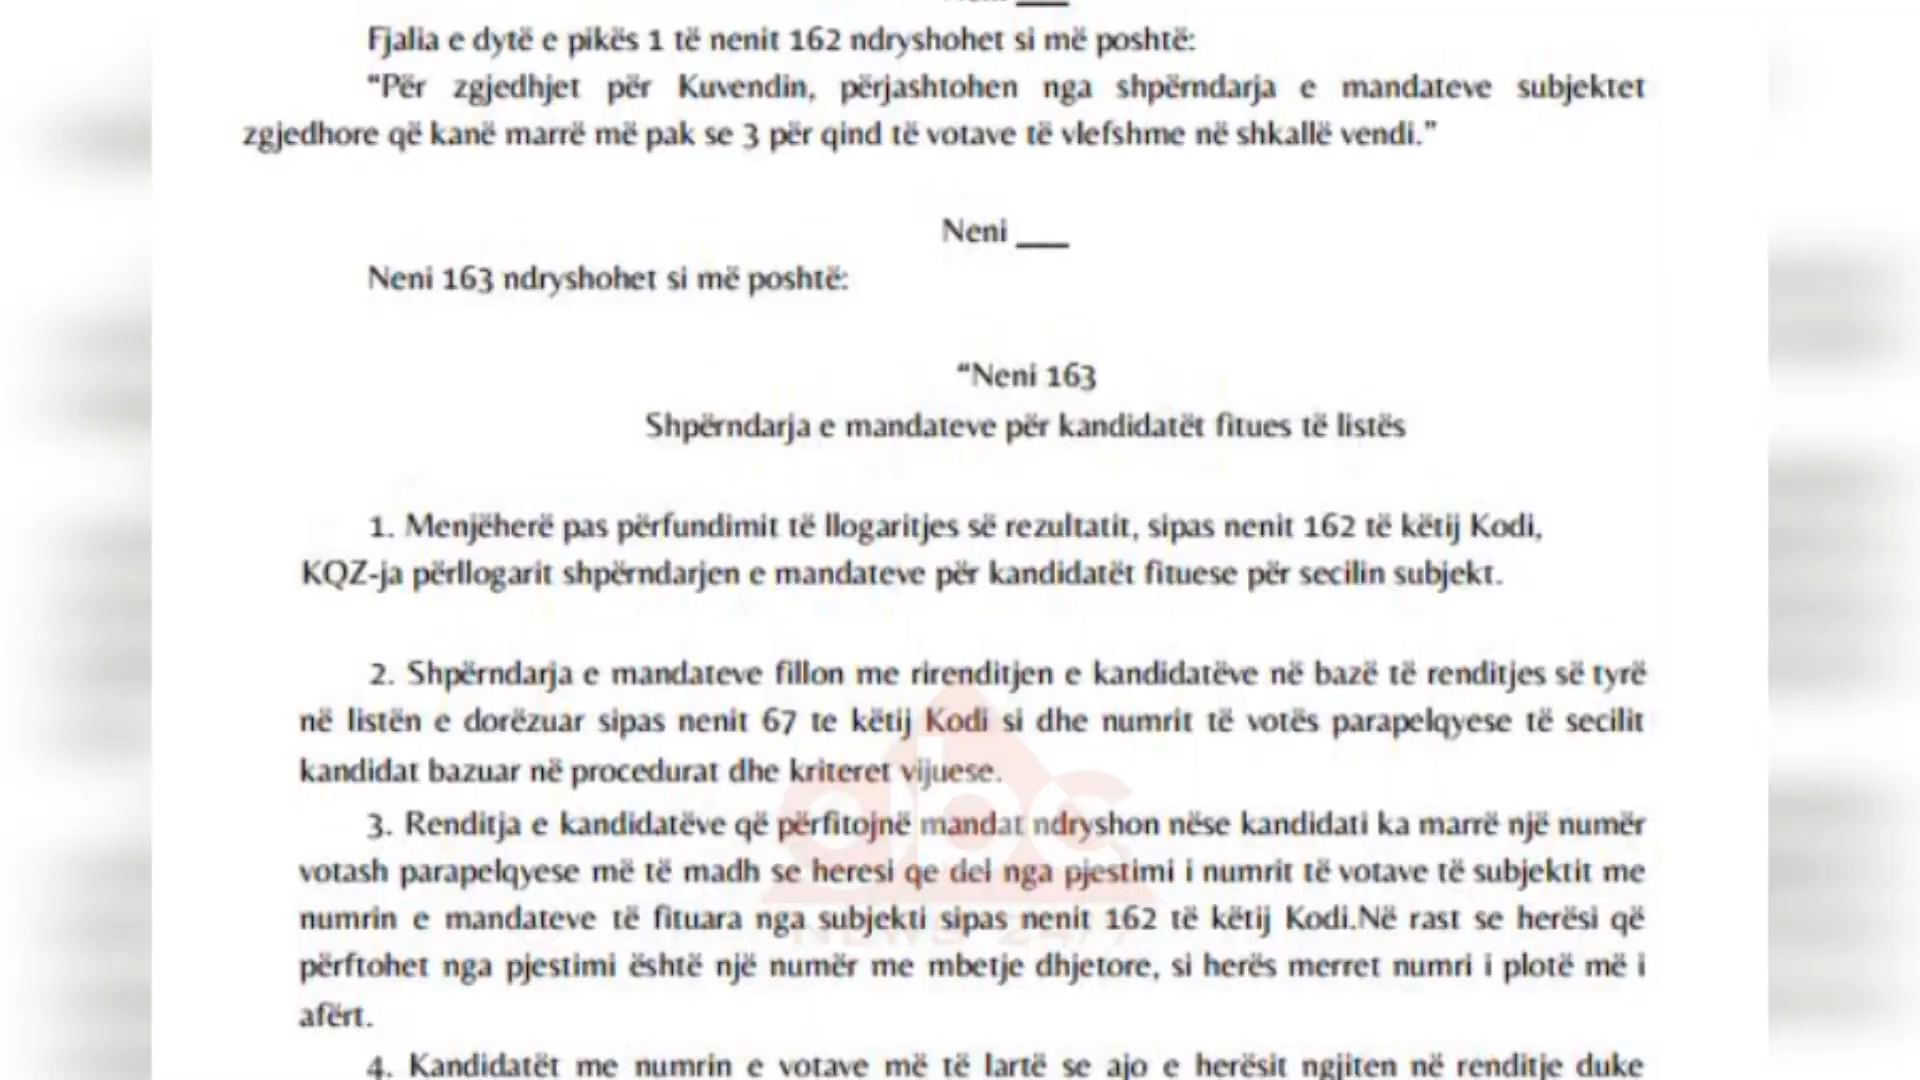 Fjalia e dytë e pikës 1 të nenit 162 ndryshohet si më poshtë:
“Për zgjedhjet për Kuvendin, përjashtohen nga shpërndarja e mandateve subjektet
zgjedhore që kanë marrë më pak se 3 për qind të votave të vlefshme në shkallë vendi.”
Neni ___
Neni 163 ndryshohet si më poshtë:
“Neni 163
Shpërndarja e mandateve për kandidatët fitues të listës
1. Menjëherë pas përfundimit të llogaritjes së rezultatit, sipas nenit 162 të këtij Kodi,
KQZ-ja përllogarit shpërndarjen e mandateve për kandidatët fituese për secilin subjekt.
2. Shpërndarja e mandateve fillon me rirenditjen e kandidatëve në bazë të renditjes së tyrë
në listën e dorëzuar sipas nenit 67 te këtij Kodi si dhe numrit të votës parapelqyese të secilit
kandidat bazuar në procedurat dhe kriteret vijuese.
3. Renditja e kandidatëve që përfitojnë mandat ndryshon nëse kandidati ka marrë një numër
votash parapelqyese më të madh se heresi qe del nga pjestimi i numrit të votave të subjektit me
numrin e mandateve të fituara nga subjekti sipas nenit 162 të këtij Kodi.Në rast se herësi që
përftohet nga pjestimi është një numër me mbetje dhjetore, si herës merret numri i plotë më i
afërt.
4. Kandidatët me numrin e votave më të lartë se ajo e herësit ngjiten në renditje duke
abc
NEWS 24/7